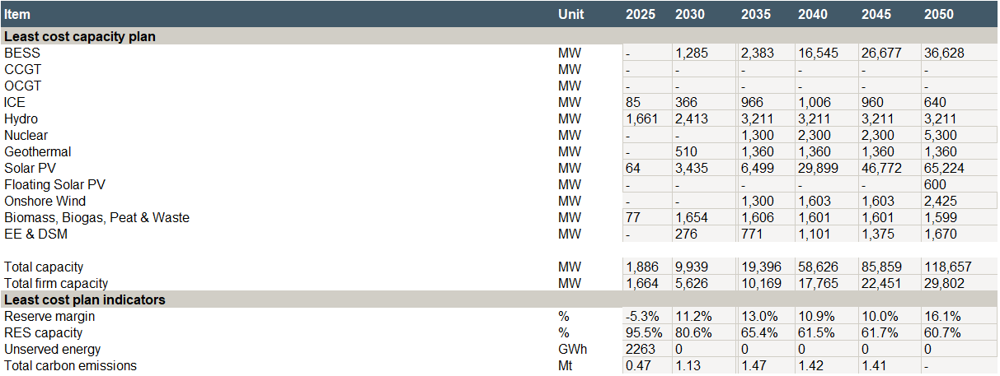 Item Unit 2025 2030 2035 2040 2045 2050
Least cost capacity plan
BESS MW - 1,285 2,383 16,545 26,677 36,628
CCGT MW - - - - - -
OCGT MW - - - - - -
ICE MW 85 366 966 1,006 960 640
Hydro MW 1,661 2,413 3,211 3,211 3,211 3,211
Nuclear MW - - 1,300 2,300 2,300 5,300
Geothermal MW - 510 1,360 1,360 1,360 1,360
Solar PV MW 64 3,435 6,499 29,899 46,772 65,224
Floating Solar PV MW - - - - - 600
Onshore Wind MW - - 1,300 1,603 1,603 2,425
Biomass, Biogas, Peat & Waste MW 77 1,654 1,606 1,601 1,601 1,599
EE & DSM MW - 276 771 1,101 1,375 1,670
Total capacity MW 1,886 9,939 19,396 58,626 85,859 118,657
Total firm capacity MW 1,664 5,626 10,169 17,765 22,451 29,802
Least cost plan indicators
Reserve margin % -5.3% 11.2% 13.0% 10.9% 10.0% 16.1%
RES capacity % 95.5% 80.6% 65.4% 61.5% 61.7% 60.7%
Unserved energy GWh 2263 0 0 0 0 0
Total carbon emissions Mt 0.47 1.13 1.47 1.42 1.41 -